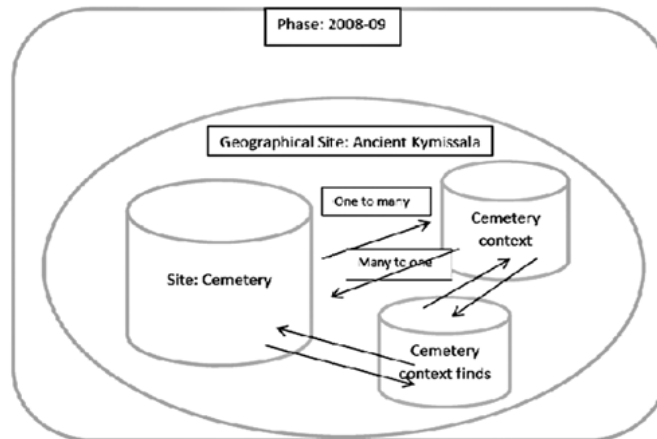 Phase: 2008-09
Geographical Site: Ancient Kymissala
One to many
Cemetery
context
Many to one
Site: Cemetery
Cemetery
context finds